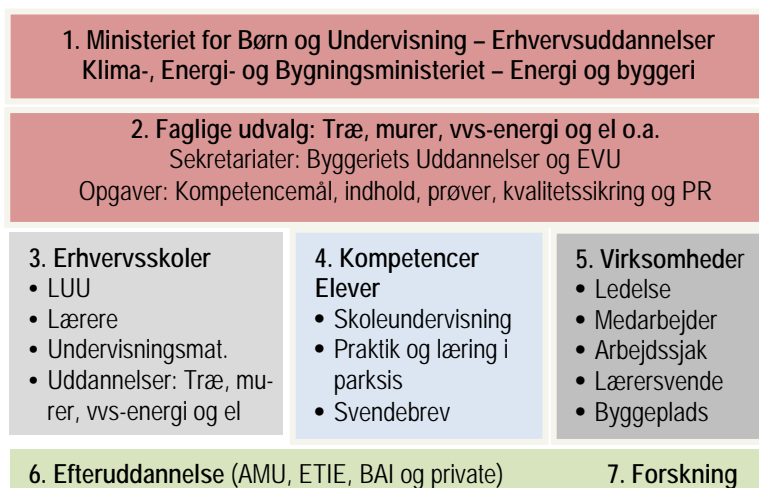 1. Ministeriet for Børn og Undervisning – Erhvervsuddannelser
Klima-, Energi- og Bygningsministeriet – Energi og byggeri
2. Faglige udvalg: Træ, murer, vvs-energi og el o.a.
Sekretariater: Byggeriets Uddannelser og EVU
Opgaver: Kompetencemål, indhold, prøver, kvalitetssikring og PR
3. Erhvervsskoler
• LUU
• Lærere
• Undervisningsmat.
• Uddannelser: Træ, mu-
rer, vvs-energi og el
4. Kompetencer
Elever
• Skoleundervisning
• Praktik og læring i
parksis
• Svendebrev
5. Virksomheder
• Ledelse
• Medarbejder
• Arbejdssjak
• Lærersvende
• Byggeplads
6. Efteruddannelse (AMU, ETIE, BAI og private)
7. Forskning